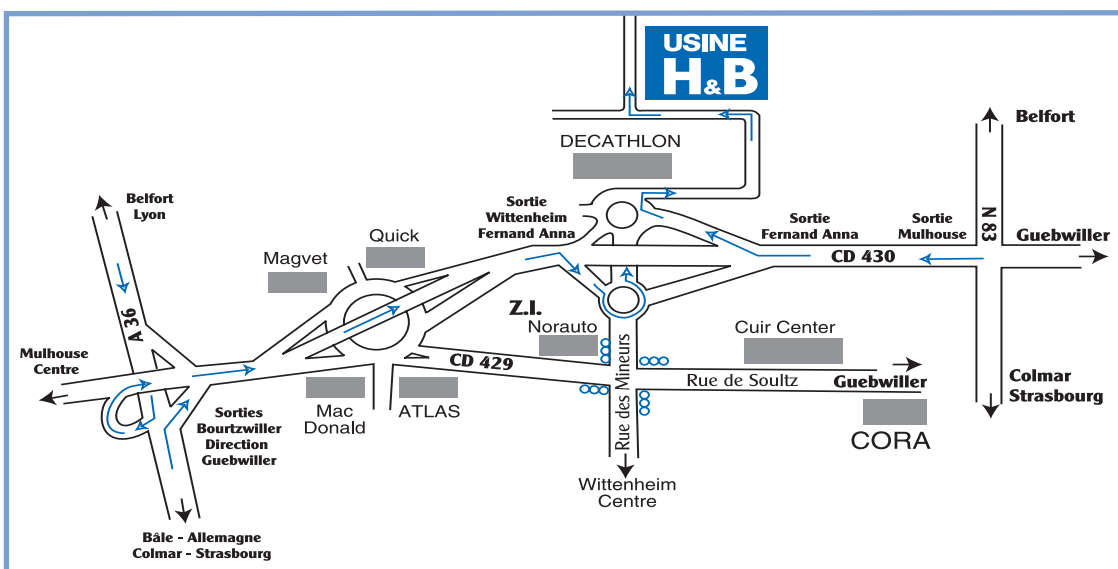 USINE
H&B
DECATHLON
Belfort
N 83
Belfort
Lyon
Sortie
Wittenheim
Fernand Anna
Sortie
Fernand Anna
Sortie
Mulhouse
Guebwiller
CD 430
Quick
Magvet
A 36
Z.I.
Norauto
Cuir Center
Mulhouse
Centre
CD 429
Rue des Mineurs
Rue de Soultz
Guebwiller
Colmar
Strasbourg
Sorties
Bourtzwiller
Direction
Guebwiller
Mac
Donald
ATLAS
CORA
Wittenheim
Centre
Bâle - Allemagne
Colmar - Strasbourg